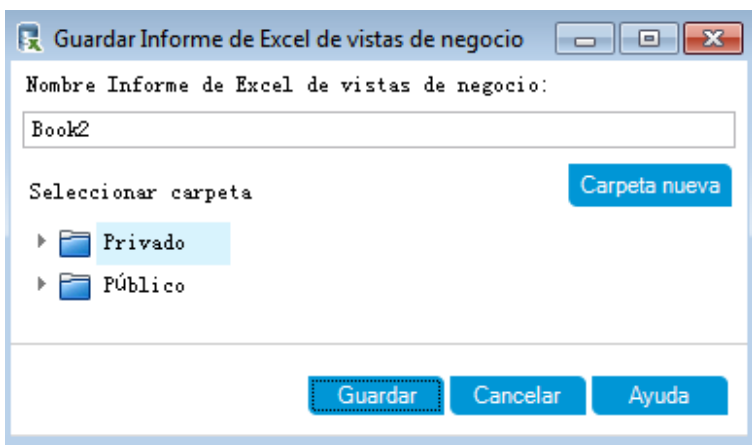 Guardar Informe de Excel de vistas de negocio
Nombre Informe de Excel de vistas de negocio:
Book2
Seleccionar carpeta
Carpeta nueva
Privado
Público
Guardar
Cancelar
Ayuda